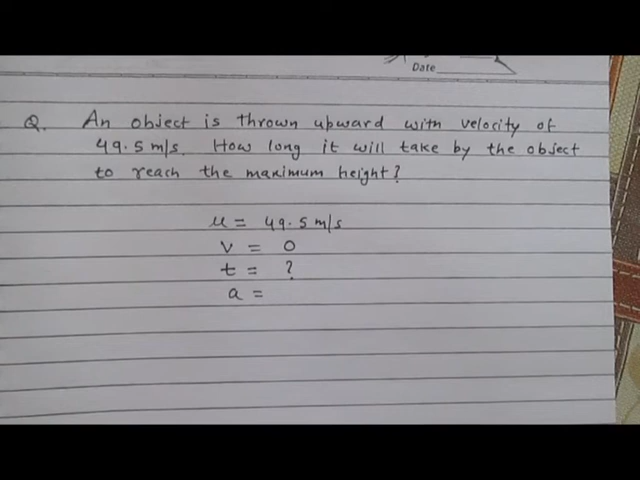 Date
Q. An object is thrown upward with velocity of
49.5 m/s. How long it will take by the object
to reach the maximum height?
u = 49.5 m/s
v = 0
t = ?
a =